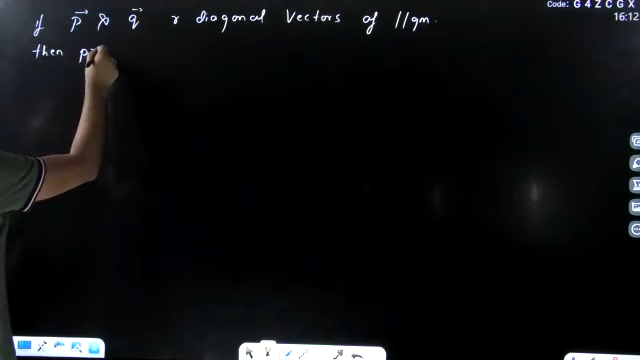 Code: G 4 Z C G X
16:12
if p⃗ & q⃗ r diagonal vectors of ||gm.
then p